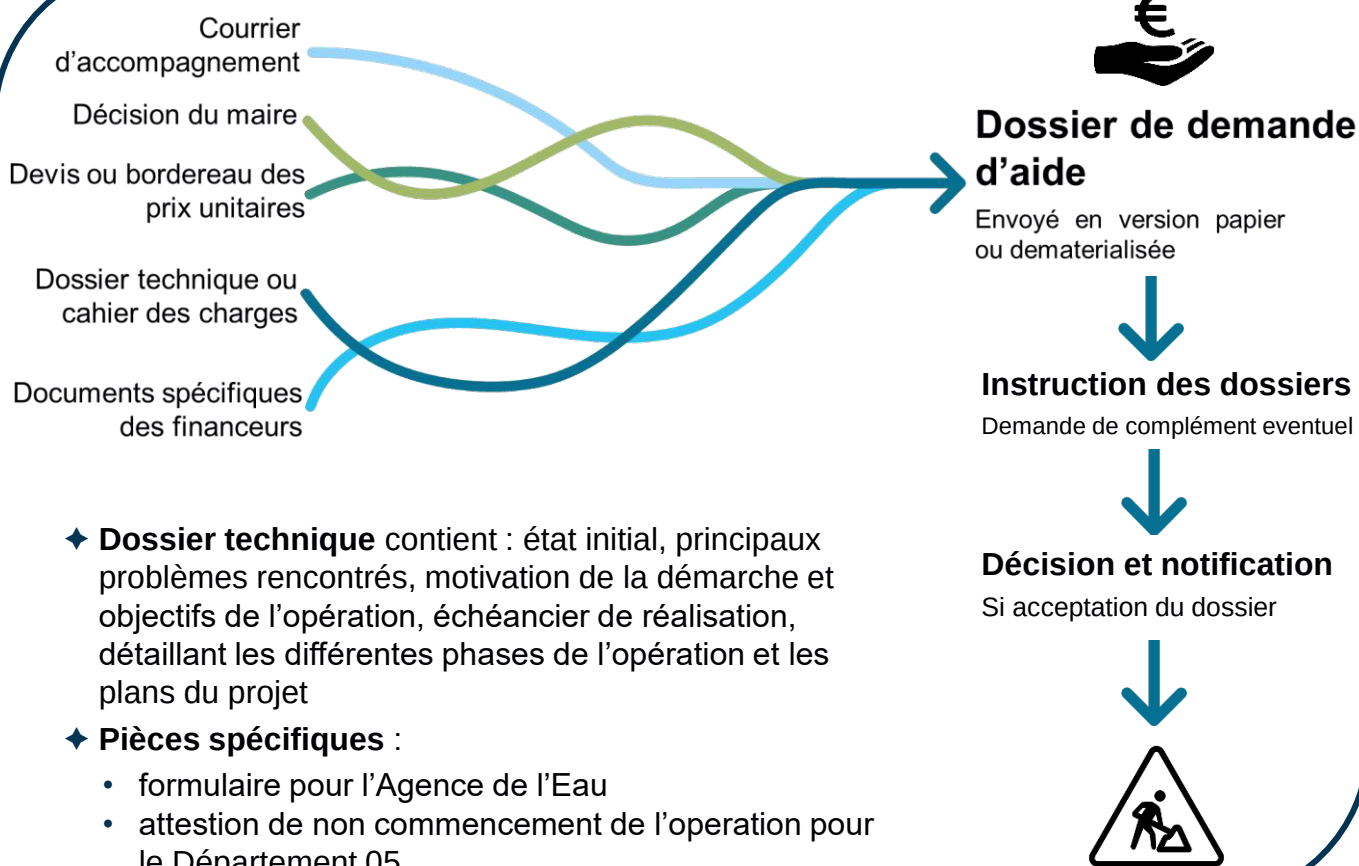 Courrier
d’accompagnement
Décision du maire
Devis ou bordereau des
prix unitaires
Dossier technique ou
cahier des charges
Documents spécifiques
des financeurs
€
Dossier de demande
d’aide
Envoyé en version papier
ou dematerialisée
Instruction des dossiers
Demande de complément eventuel
Décision et notification
Si acceptation du dossier
Dossier technique contient : état initial, principaux
problèmes rencontrés, motivation de la démarche et
objectifs de l’opération, échéancier de réalisation,
détaillant les différentes phases de l’opération et les
plans du projet
Pièces spécifiques :
• formulaire pour l’Agence de l’Eau
• attestion de non commencement de l’operation pour
le Département 05